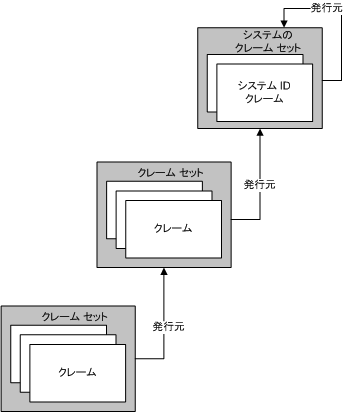 発行元
システムの
クレーム セット
システム ID
クレーム
クレーム セット
発行元
クレーム
クレーム セット
発行元
クレーム